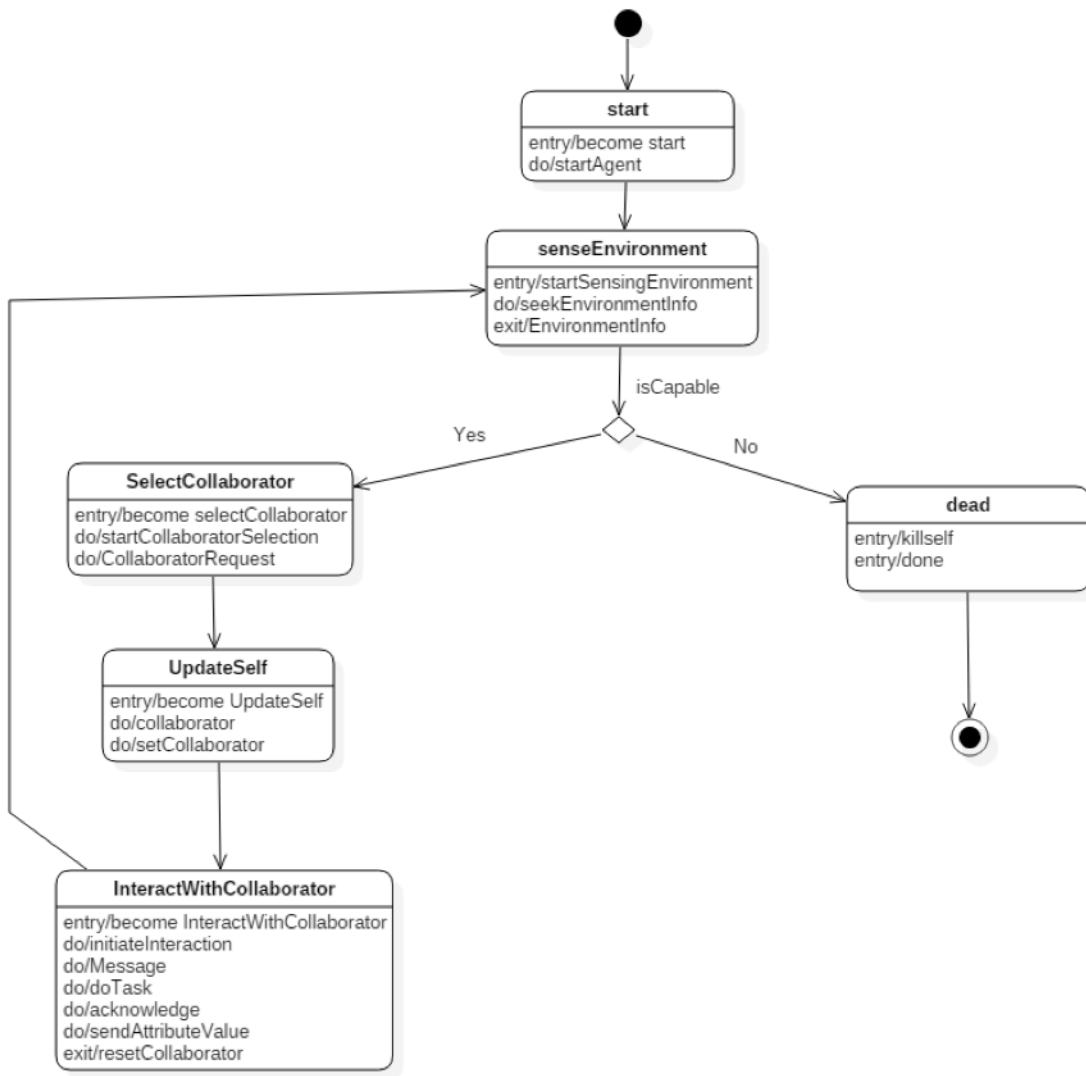 start
entry/become start
do/startAgent
senseEnvironment
entry/startSensingEnvironment
do/seekEnvironmentInfo
exit/EnvironmentInfo
isCapable
Yes
No
SelectCollaborator
entry/become selectCollaborator
do/startCollaboratorSelection
do/CollaboratorRequest
dead
entry/killself
entry/done
UpdateSelf
entry/become UpdateSelf
do/collaborator
do/setCollaborator
InteractWithCollaborator
entry/become InteractWithCollaborator
do/initiateInteraction
do/Message
do/doTask
do/acknowledge
do/sendAttributeValue
exit/resetCollaborator